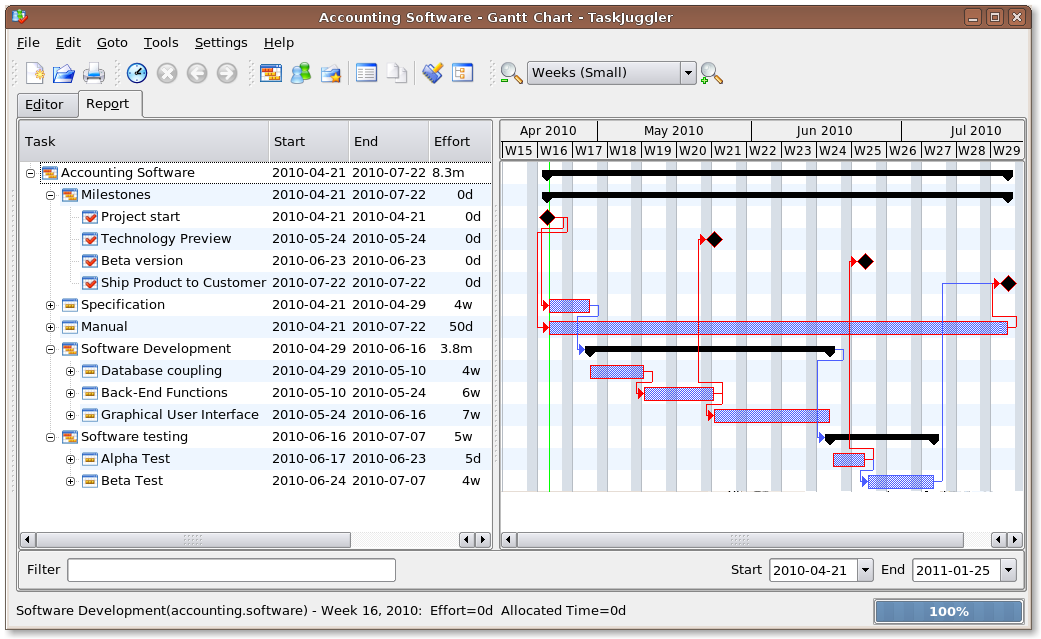 Accounting Software - Gantt Chart - TaskJuggler
File Edit Goto Tools Settings Help
Weeks (Small)
Editor Report
Task Start End Effort Apr 2010 May 2010 Jun 2010 Jul 2010
W15 W16 W17 W18 W19 W20 W21 W22 W23 W24 W25 W26 W27 W28 W29
Accounting Software 2010-04-21 2010-07-22 8.3m
Milestones 2010-04-21 2010-07-22 0d
Project start 2010-04-21 2010-04-21 0d
Technology Preview 2010-05-24 2010-05-24 0d
Beta version 2010-06-23 2010-06-23 0d
Ship Product to Customer 2010-07-22 2010-07-22 0d
Specification 2010-04-21 2010-04-29 4w
Manual 2010-04-21 2010-07-22 50d
Software Development 2010-04-29 2010-06-16 3.8m
Database coupling 2010-04-29 2010-05-10 4w
Back-End Functions 2010-05-10 2010-05-24 6w
Graphical User Interface 2010-05-24 2010-06-16 7w
Software testing 2010-06-16 2010-07-07 5w
Alpha Test 2010-06-17 2010-06-23 5d
Beta Test 2010-06-24 2010-07-07 4w
Filter Start 2010-04-21 End 2011-01-25
Software Development(accounting.software) - Week 16, 2010:  Effort=0d  Allocated Time=0d 100%